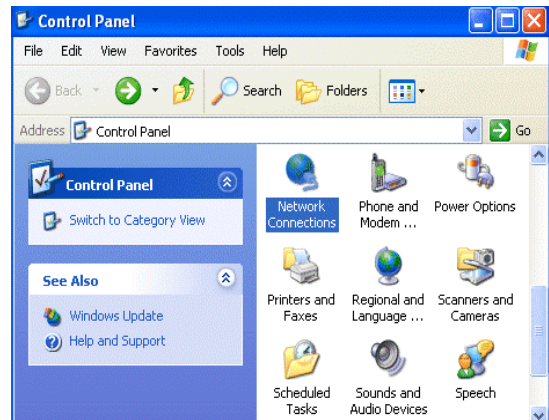 Control Panel
File Edit View Favorites Tools Help
Back Search Folders
Address Control Panel Go
Control Panel
Switch to Category View
See Also
Windows Update
Help and Support
Network Connections
Phone and Modem ...
Power Options
Printers and Faxes
Regional and Language ...
Scanners and Cameras
Scheduled Tasks
Sounds and Audio Devices
Speech